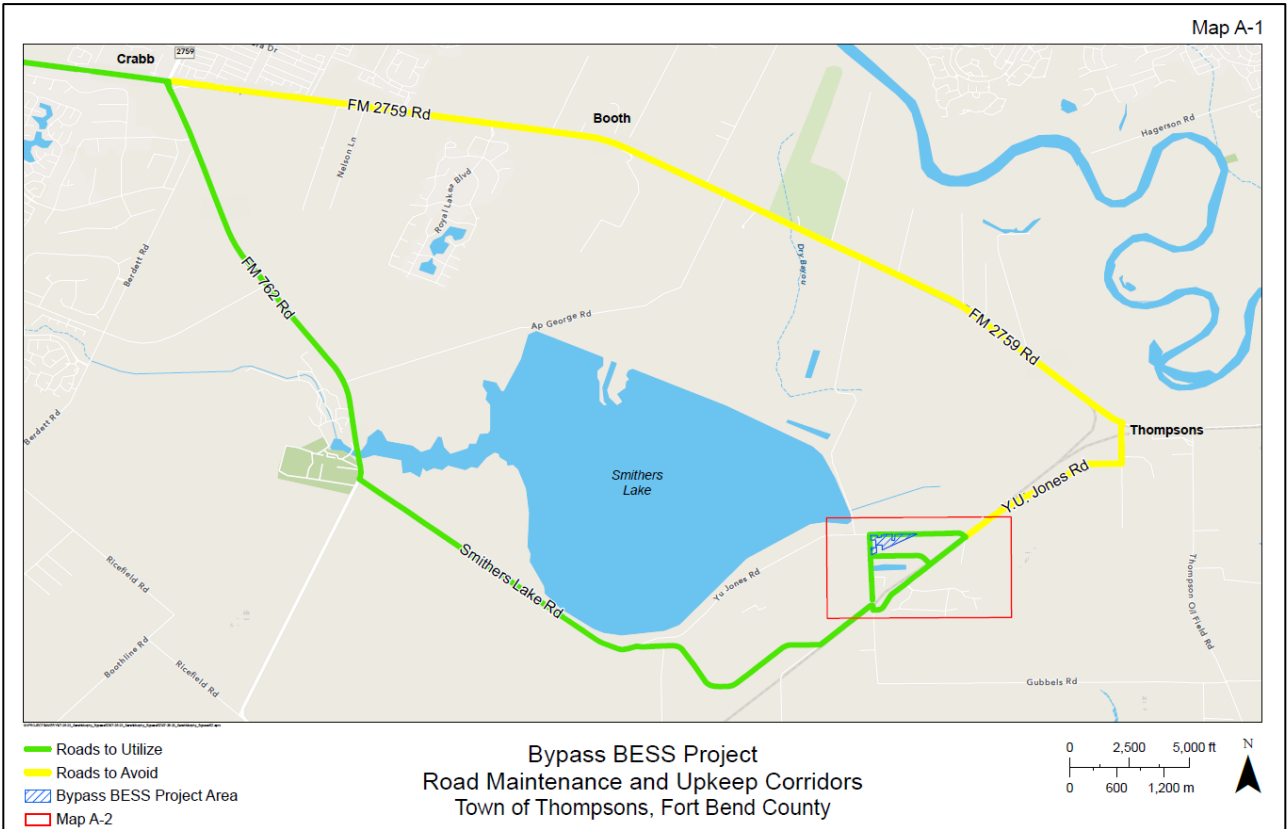 Map A-1
Crabb
2759
FM 2759 Rd
Booth
Hagerson Rd
Nelson Ln
Royal Lakes Blvd
Berdett Rd
FM 762 Rd
Dry Bayou
Ap George Rd
FM 2759 Rd
Berdett Rd
Thompsons
Smithers
Lake
Y.U. Jones Rd
Smithers Lake Rd
Yu Jones Rd
Ricefield Rd
Thompson Oil Field Rd
Boothline Rd
Ricefield Rd
Gubbels Rd
Roads to Utilize
Roads to Avoid
Bypass BESS Project Area
Map A-2
Bypass BESS Project
Road Maintenance and Upkeep Corridors
Town of Thompsons, Fort Bend County
0 2,500 5,000 ft
0 600 1,200 m
N